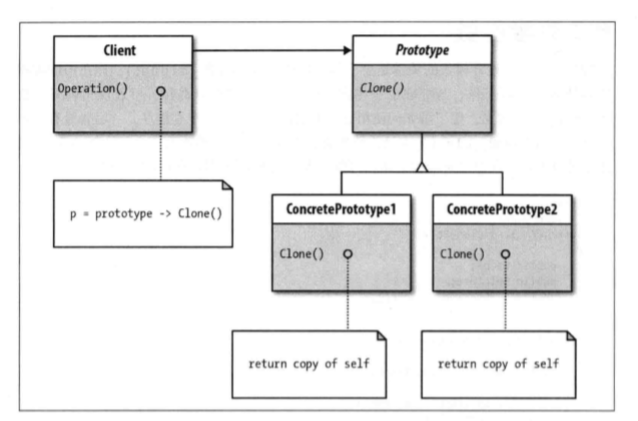 Client
Prototype
Operation()
Clone()
p = prototype -> Clone()
ConcretePrototype1
ConcretePrototype2
Clone()
Clone()
return copy of self
return copy of self